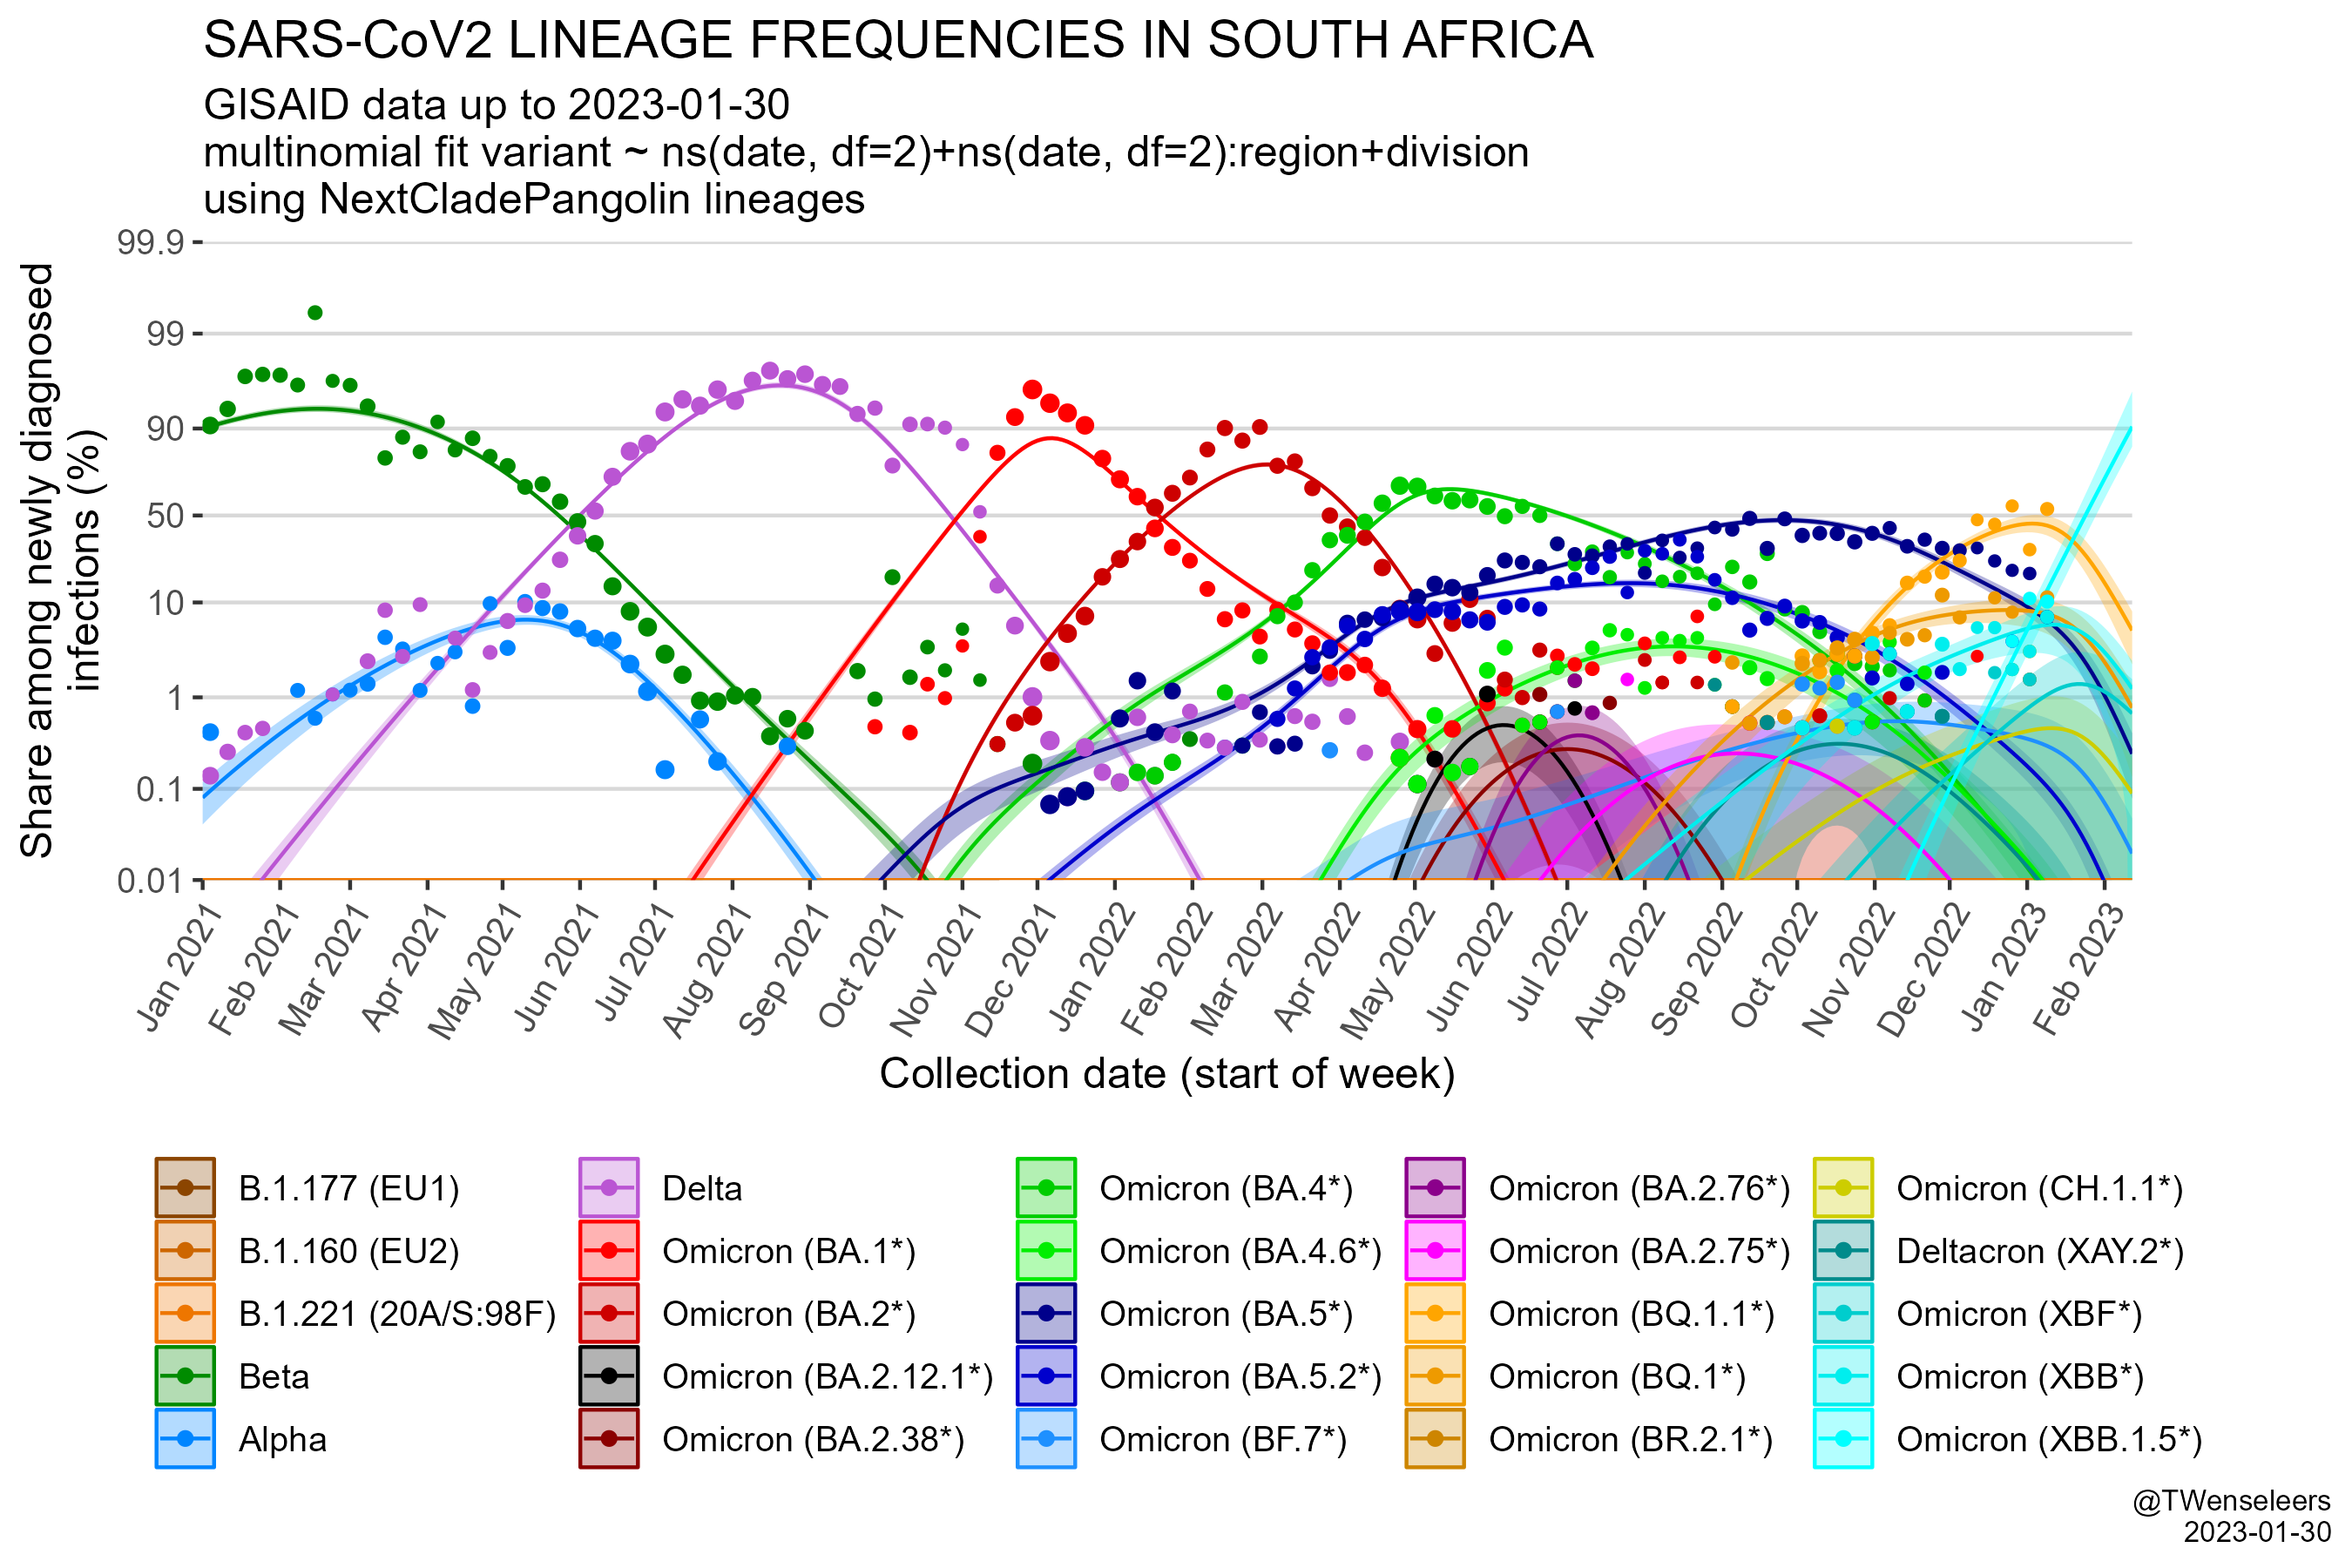 SARS-CoV2 LINEAGE FREQUENCIES IN SOUTH AFRICA
GISAID data up to 2023-01-30
multinomial fit variant ~ ns(date, df=2)+ns(date, df=2):region+division
using NextCladePangolin lineages
Share among newly diagnosed
infections (%)
99.9
99
90
50
10
1
0.1
0.01
Jan 2021
Feb 2021
Mar 2021
Apr 2021
May 2021
Jun 2021
Jul 2021
Aug 2021
Sep 2021
Oct 2021
Nov 2021
Dec 2021
Jan 2022
Feb 2022
Mar 2022
Apr 2022
May 2022
Jun 2022
Jul 2022
Aug 2022
Sep 2022
Oct 2022
Nov 2022
Dec 2022
Jan 2023
Feb 2023
Collection date (start of week)
B.1.177 (EU1)
B.1.160 (EU2)
B.1.221 (20A/S:98F)
Beta
Alpha
Delta
Omicron (BA.1*)
Omicron (BA.2*)
Omicron (BA.2.12.1*)
Omicron (BA.2.38*)
Omicron (BA.4*)
Omicron (BA.4.6*)
Omicron (BA.5*)
Omicron (BA.5.2*)
Omicron (BF.7*)
Omicron (BA.2.76*)
Omicron (BA.2.75*)
Omicron (BQ.1.1*)
Omicron (BQ.1*)
Omicron (BR.2.1*)
Omicron (CH.1.1*)
Deltacron (XAY.2*)
Omicron (XBF*)
Omicron (XBB*)
Omicron (XBB.1.5*)
@TWenseleers
2023-01-30